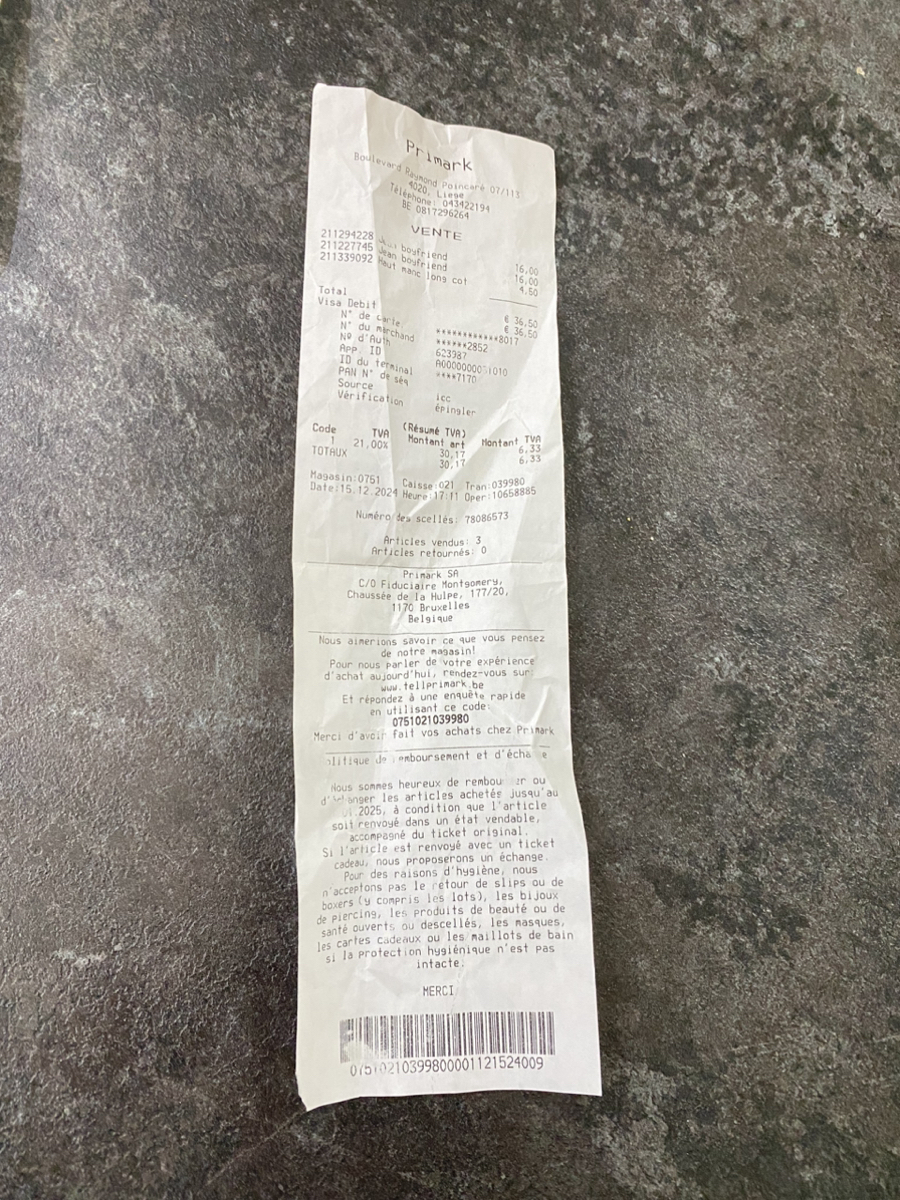 Primark
Boulevard Raymond Poincaré 07/113
4020, Liege
Téléphone: 043422194
BE 0817296264
VENTE
211294228 boyfriend 16,00
211227745 Jean boyfriend 16,00
211339092 Haut manc long cot 4,50
Total € 36,50
Visa Debit € 36,50
N° de carte ************8017
N° du marchand ******2852
Nº d'Auth 623987
App. ID
ID du terminal ****7170
PAN N° de séq
Source icc
Vérification épingler
(Résumé TVA)
Code TVA Montant art Montant TVA
1 21,00% 30,17 6,33
TOTAUX 30,17 6,33
Magasin:0751 Caisse:021 Tran:039980
Date:15.12.2024 Heure:17:11 Oper:10658885
Numéro des scellés: 78086573
Articles vendus: 3
Articles retournés: 0
Primark SA
C/O Fiduciaire Montgomery,
Chaussée de la Hulpe, 177/20,
1170 Bruxelles
Belgique
Nous aimerions savoir ce que vous pensez
de notre magasin!
Pour nous parler de votre expérience
d'achat aujourd'hui, rendez-vous sur:
www.tellprimark.be
Et répondez à une enquête rapide
en utilisant ce code:
0751021039980
Merci d'avoir fait vos achats chez Primark
de et
Nous sommes heureux de ou
les articles achetés jusqu'au
.2025, à condition que l'article
soit renvoyé dans un état vendable,
accompagné du ticket original.
Si l'article est renvoyé avec un ticket
cadeau, nous proposerons un échange.
Pour des raisons d'hygiène, nous
n'acceptons pas le retour de slips ou de
boxers (y compris les lots), les bijoux
de piercing, les produits de beauté ou de
santé ouverts ou descellés, les masques,
les cartes cadeaux ou les maillots de bain
si la protection hygiénique n'est pas
intacte.
MERCI